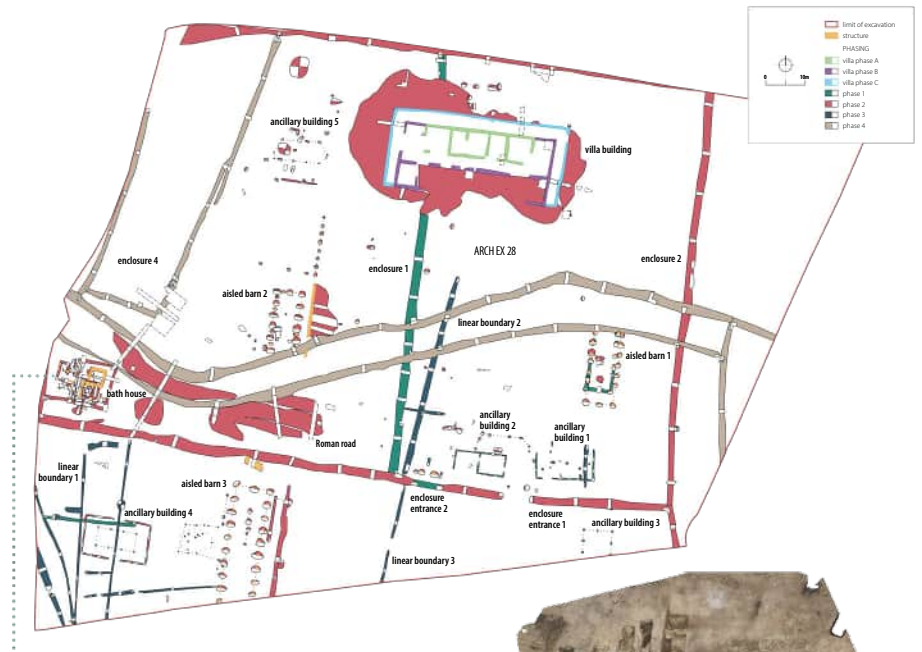 limit of excavation
structure
PHASING
villa phase A
villa phase B
villa phase C
phase 1
phase 2
phase 3
phase 4
0 10m
ancillary building 5
villa building
ARCH EX 28
enclosure 4
enclosure 1
enclosure 2
aisled barn 2
linear boundary 2
aisled barn 1
bath house
Roman road
ancillary
building 2
ancillary
building 1
linear
boundary 1
aisled barn 3
ancillary building 4
enclosure
entrance 2
enclosure
entrance 1
ancillary building 3
linear boundary 3